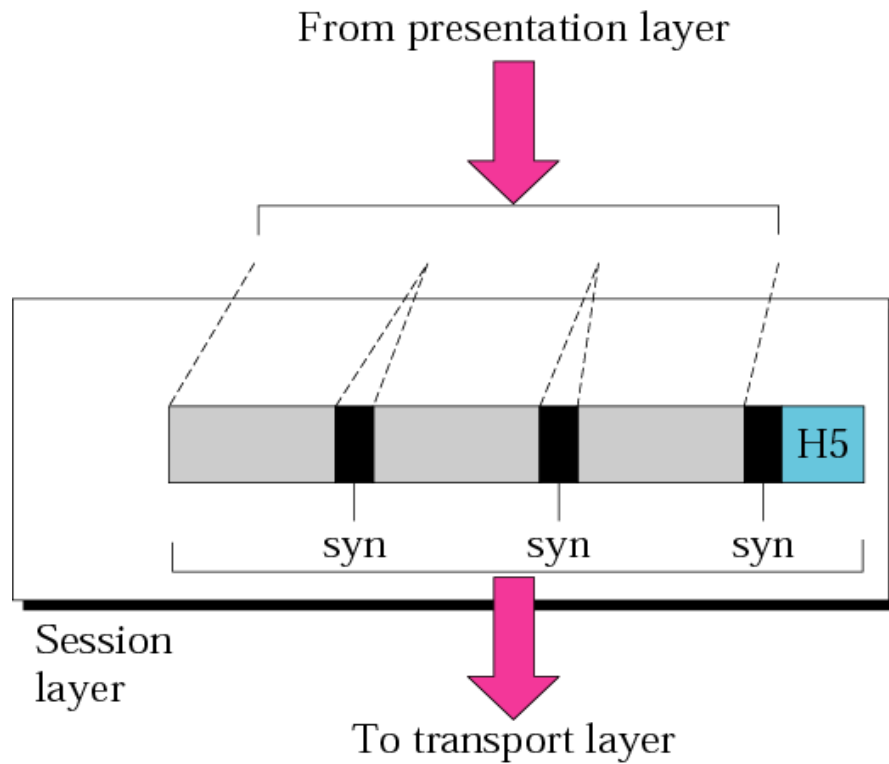 From presentation layer
H5
syn syn syn
Session
layer
To transport layer